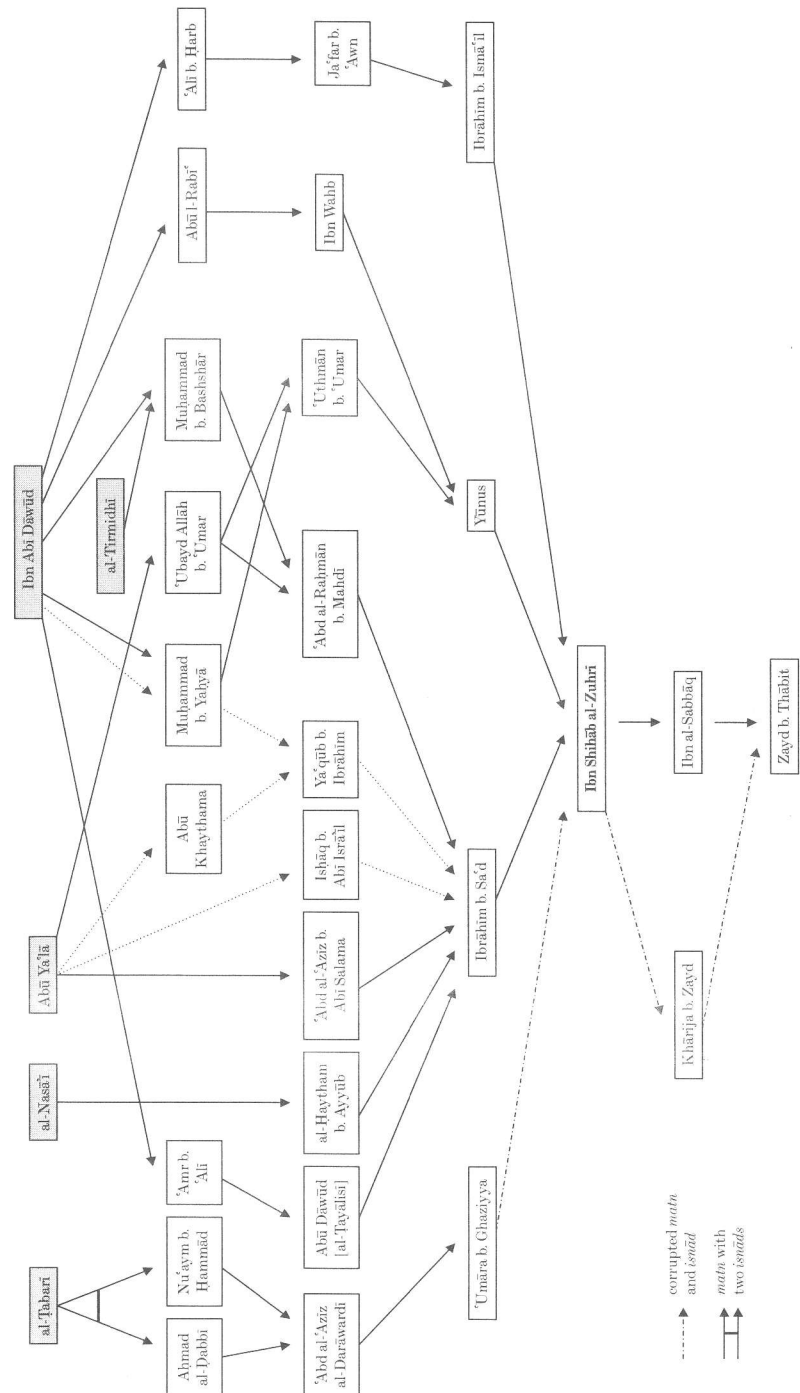 al-Ṭabarī
al-Nasāʾī
Abū Yaʿlā
Ibn Abī Dāwūd
al-Tirmidhī
Aḥmad
al-Ḍabbī
Nuʿaym b.
Ḥammād
ʿAmr b.
ʿAlī
Abū
Khaythama
Muḥammad
b. Yaḥyā
ʿUbayd Allāh
b. ʿUmar
Muḥammad
b. Bashshār
Abū l-Rabīʿ
ʿAlī b. Ḥarb
ʿAbd al-ʿAzīz
al-Darāwardī
Abū Dāwūd
[al-Ṭayālisī]
al-Haytham
b. Ayyūb
ʿAbd al-ʿAzīz b.
Abī Salama
Isḥāq b.
Abī Isrāʾīl
Yaʿqūb b.
Ibrāhīm
ʿAbd al-Raḥmān
b. Mahdī
ʿUthmān
b. ʿUmar
Ibn Wahb
Jaʿfar b.
ʿAwn
ʿUmāra b. Ghaziyya
Ibrāhīm b. Saʿd
Yūnus
Ibrāhīm b. Ismāʿīl
Ibn Shihāb al-Zuhrī
Khārija b. Zayd
Ibn al-Sabbāq
Zayd b. Thābit
corrupted matn
and isnād
matn with
two isnāds